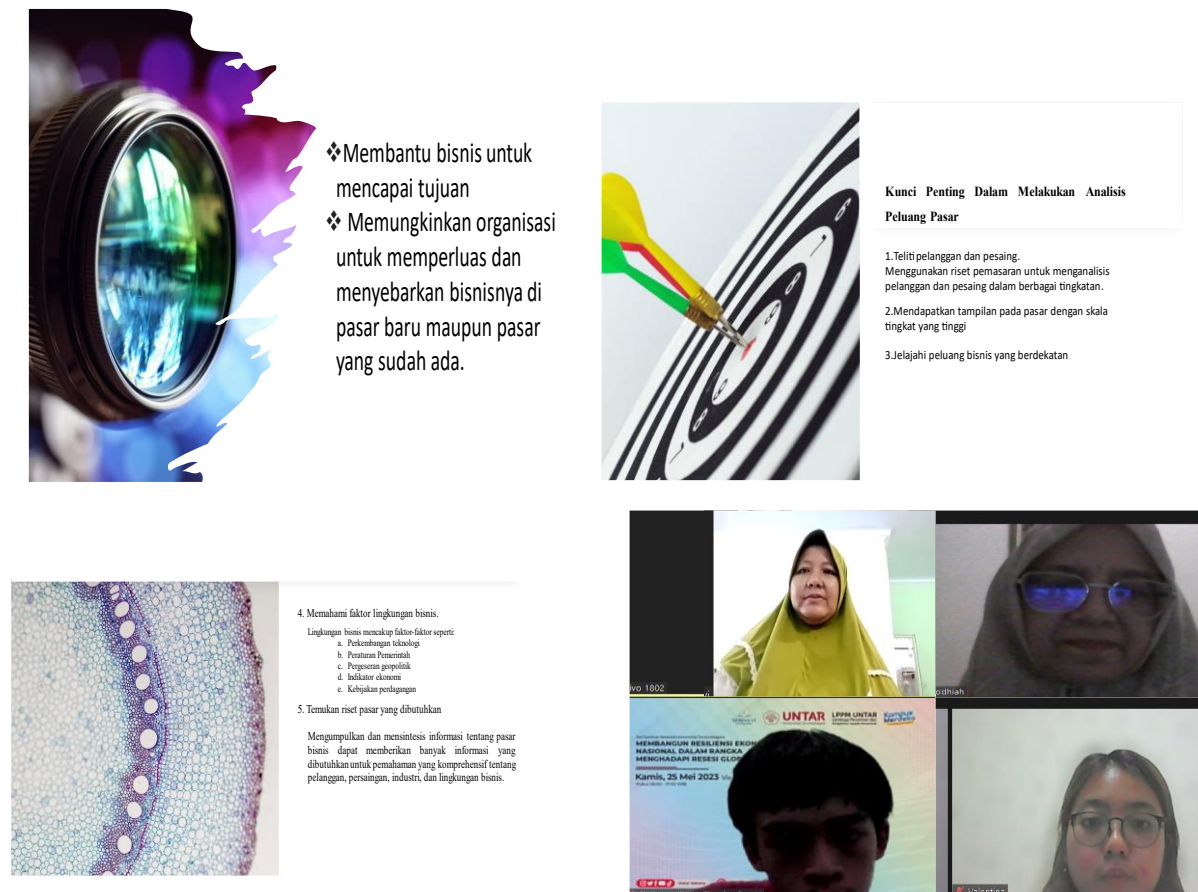 ❖Membantu bisnis untuk
mencapai tujuan
❖ Memungkinkan organisasi
untuk memperluas dan
menyebarkan bisnisnya di
pasar baru maupun pasar
yang sudah ada.
Kunci Penting Dalam Melakukan Analisis
Peluang Pasar
1.Teliti pelanggan dan pesaing.
Menggunakan riset pemasaran untuk menganalisis
pelanggan dan pesaing dalam berbagai tingkatan.
2.Mendapatkan tampilan pada pasar dengan skala
tingkat yang tinggi
3.Jelajahi peluang bisnis yang berdekatan
4. Memahami faktor lingkungan bisnis.
Lingkungan bisnis mencakup faktor-faktor seperti:
a. Perkembangan teknologi
b. Peraturan Pemerintah
c. Pergeseran geopolitik
d. Indikator ekonomi
e. Kebijakan perdagangan
5. Temukan riset pasar yang dibutuhkan
Mengumpulkan dan mensintesis informasi tentang pasar
bisnis dapat memberikan banyak informasi yang
dibutuhkan untuk pemahaman yang komprehensif tentang
pelanggan, persaingan, industri, dan lingkungan bisnis.
ivo 1802
odhiah
UNTAR LPPM UNTAR Kampus Merdeka
MEMBANGUN RESILIENSI EKON
NASIONAL DALAM RANGKA
MENGHADAPI RESESI GLOB
Kamis, 25 Mei 2023
Valentina